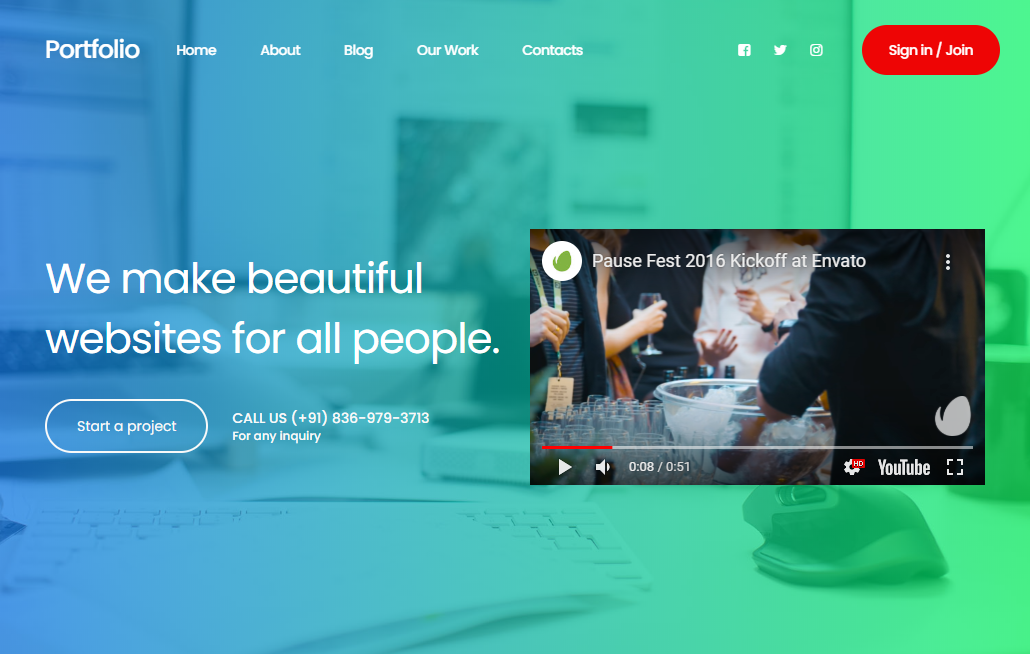 Portfolio
Home
About
Blog
Our Work
Contacts
Sign in / Join
We make beautiful
websites for all people.
Start a project
CALL US (+91) 836-979-3713
For any inquiry
Pause Fest 2016 Kickoff at Envato
0:08 / 0:51
HD
YouTube